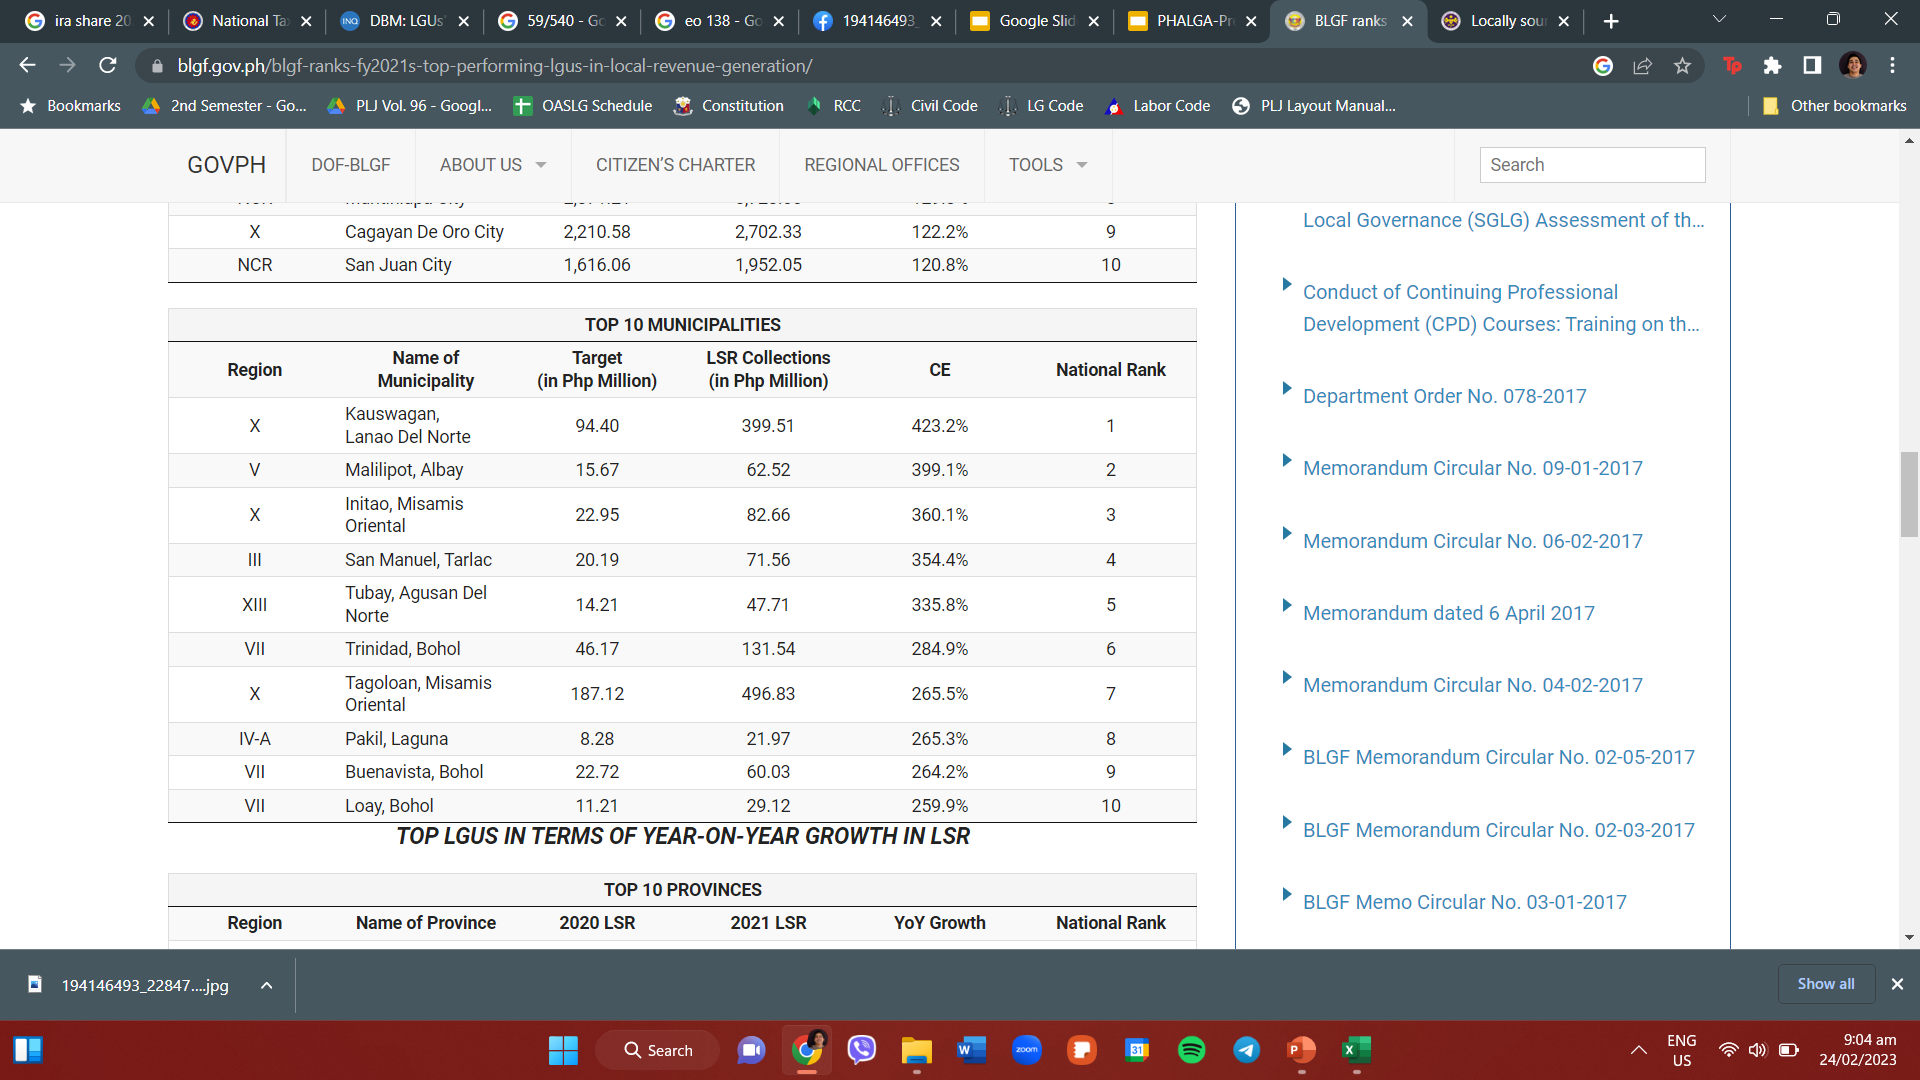 ira share 20
National Ta
DBM: LGUs'
59/540 - Go
eo 138 - Go
194146493_
Google Slid
PHALGA-Pr
BLGF ranks
Locally sou
blgf.gov.ph/blgf-ranks-fy2021s-top-performing-lgus-in-local-revenue-generation/
Bookmarks
2nd Semester - Go...
PLJ Vol. 96 - Googl...
OASLG Schedule
Constitution
RCC
Civil Code
LG Code
Labor Code
PLJ Layout Manual...
Other bookmarks
GOVPH DOF-BLGF ABOUT US CITIZEN'S CHARTER REGIONAL OFFICES TOOLS Search
X Cagayan De Oro City 2,210.58 2,702.33 122.2% 9
NCR San Juan City 1,616.06 1,952.05 120.8% 10
TOP 10 MUNICIPALITIES
Region Name of Municipality Target (in Php Million) LSR Collections (in Php Million) CE National Rank
X Kauswagan, Lanao Del Norte 94.40 399.51 423.2% 1
V Malilipot, Albay 15.67 62.52 399.1% 2
X Initao, Misamis Oriental 22.95 82.66 360.1% 3
III San Manuel, Tarlac 20.19 71.56 354.4% 4
XIII Tubay, Agusan Del Norte 14.21 47.71 335.8% 5
VII Trinidad, Bohol 46.17 131.54 284.9% 6
X Tagoloan, Misamis Oriental 187.12 496.83 265.5% 7
IV-A Pakil, Laguna 8.28 21.97 265.3% 8
VII Buenavista, Bohol 22.72 60.03 264.2% 9
VII Loay, Bohol 11.21 29.12 259.9% 10
TOP LGUS IN TERMS OF YEAR-ON-YEAR GROWTH IN LSR
TOP 10 PROVINCES
Region Name of Province 2020 LSR 2021 LSR YoY Growth National Rank
Local Governance (SGLG) Assessment of th...
Conduct of Continuing Professional
Development (CPD) Courses: Training on th...
Department Order No. 078-2017
Memorandum Circular No. 09-01-2017
Memorandum Circular No. 06-02-2017
Memorandum dated 6 April 2017
Memorandum Circular No. 04-02-2017
BLGF Memorandum Circular No. 02-05-2017
BLGF Memorandum Circular No. 02-03-2017
BLGF Memo Circular No. 03-01-2017
194146493_22847....jpg
Show all
Search
zoom
31
ENG
US
9:04 am
24/02/2023